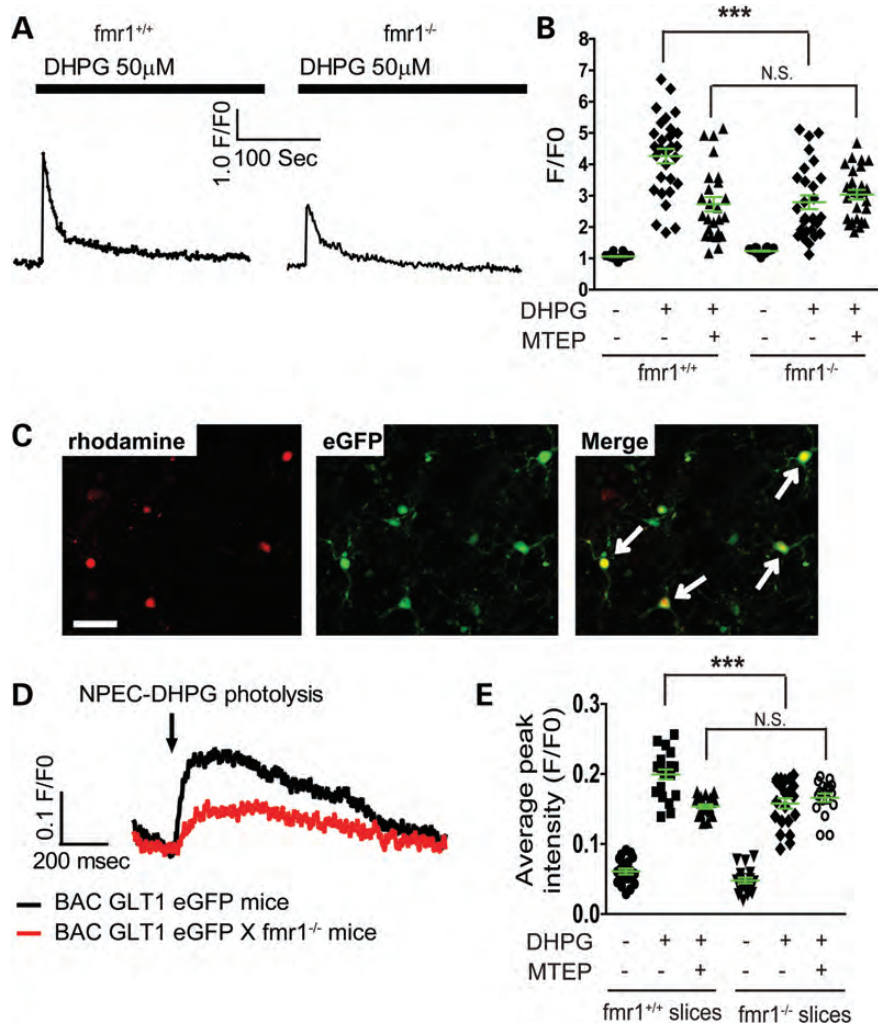 A
fmr1+/+
fmr1-/-
DHPG 50µM
DHPG 50µM
1.0 F/F0
100 Sec
B
***
N.S.
8
7
6
5
4
3
2
1
0
F/F0
DHPG - + + - + +
MTEP - - + - - +
fmr1+/+
fmr1-/-
C
rhodamine
eGFP
Merge
D
NPEC-DHPG photolysis
0.1 F/F0
200 msec
BAC GLT1 eGFP mice
BAC GLT1 eGFP X fmr1-/- mice
E
***
N.S.
0.3
0.2
0.1
0.0
Average peak
intensity (F/F0)
DHPG - + + - + +
MTEP - - + - - +
fmr1+/+ slices
fmr1-/- slices